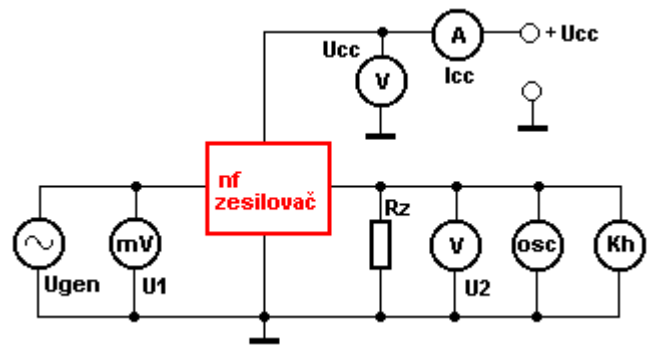 Ucc
V
A
Icc
+ Ucc
nf
zesilovač
Ugen
mV
U1
Rz
V
U2
osc
Kh